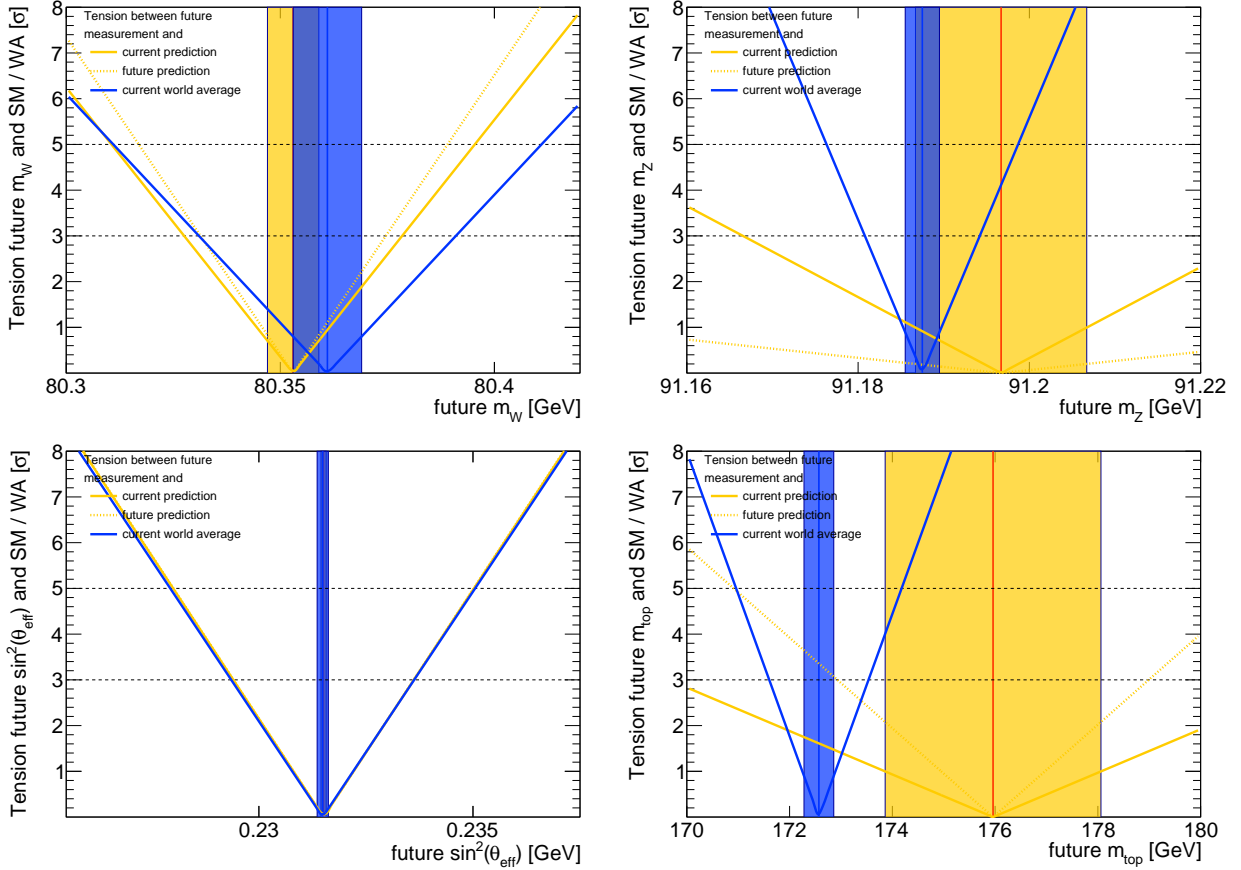 Tension future m_W and SM / WA [σ]
8
7
6
5
4
3
2
1
Tension between future
measurement and
current prediction
future prediction
current world average
80.3
80.35
80.4
future m_W [GeV]
Tension future m_Z and SM / WA [σ]
8
7
6
5
4
3
2
1
Tension between future
measurement and
current prediction
future prediction
current world average
91.16
91.18
91.2
91.22
future m_Z [GeV]
Tension future sin²(θ_eff) and SM / WA [σ]
8
7
6
5
4
3
2
1
Tension between future
measurement and
current prediction
future prediction
current world average
0.23
0.235
future sin²(θ_eff) [GeV]
Tension future m_top and SM / WA [σ]
8
7
6
5
4
3
2
1
Tension between future
measurement and
current prediction
future prediction
current world average
170
172
174
176
178
180
future m_top [GeV]